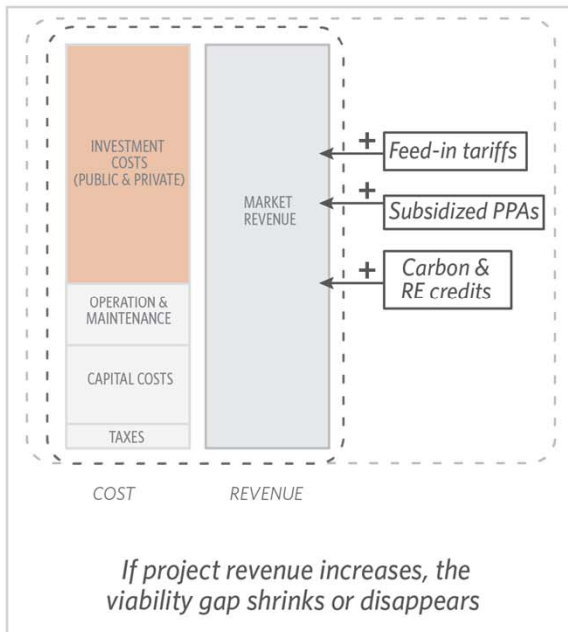 INVESTMENT
COSTS
(PUBLIC & PRIVATE)
OPERATION &
MAINTENANCE
CAPITAL COSTS
TAXES
MARKET
REVENUE
+
Feed-in tariffs
+
Subsidized PPAs
+
Carbon &
RE credits
COST
REVENUE
If project revenue increases, the
viability gap shrinks or disappears